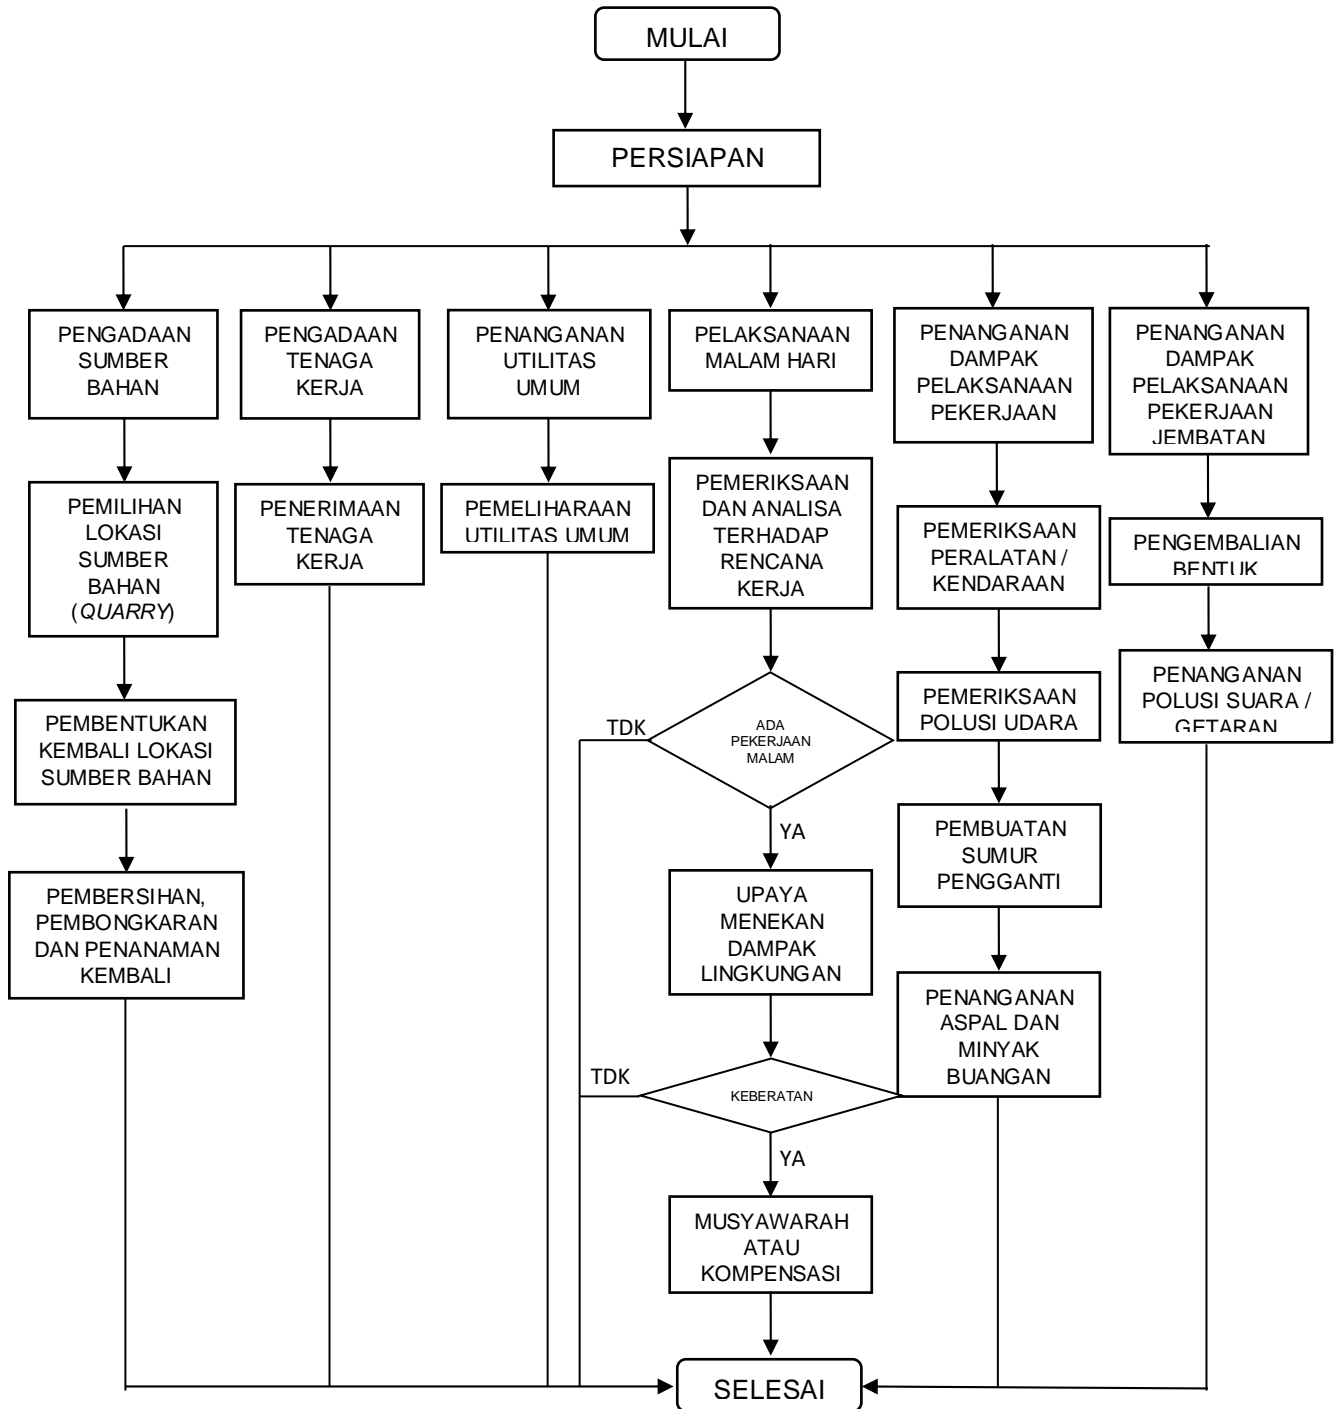 MULAI
PERSIAPAN
PENGADAAN
SUMBER
BAHAN
PENGADAAN
TENAGA
KERJA
PENANGANAN
UTILITAS
UMUM
PELAKSANAAN
MALAM HARI
PENANGANAN
DAMPAK
PELAKSANAAN
PEKERJAAN
PENANGANAN
DAMPAK
PELAKSANAAN
PEKERJAAN
JEMBATAN
PEMILIHAN
LOKASI
SUMBER
BAHAN
(QUARRY)
PENERIMAAN
TENAGA
KERJA
PEMELIHARAAN
UTILITAS UMUM
PEMERIKSAAN
DAN ANALISA
TERHADAP
RENCANA
KERJA
PEMERIKSAAN
PERALATAN /
KENDARAAN
PENGEMBALIAN
BENTUK
PEMBENTUKAN
KEMBALI LOKASI
SUMBER BAHAN
TDK
ADA
PEKERJAAN
MALAM
PEMERIKSAAN
POLUSI UDARA
PENANGANAN
POLUSI SUARA /
GETARAN
YA
PEMBERSIHAN,
PEMBONGKARAN
DAN PENANAMAN
KEMBALI
UPAYA
MENEKAN
DAMPAK
LINGKUNGAN
PEMBUATAN
SUMUR
PENGGANTI
PENANGANAN
ASPAL DAN
MINYAK
BUANGAN
TDK
KEBERATAN
YA
MUSYAWARAH
ATAU
KOMPENSASI
SELESAI